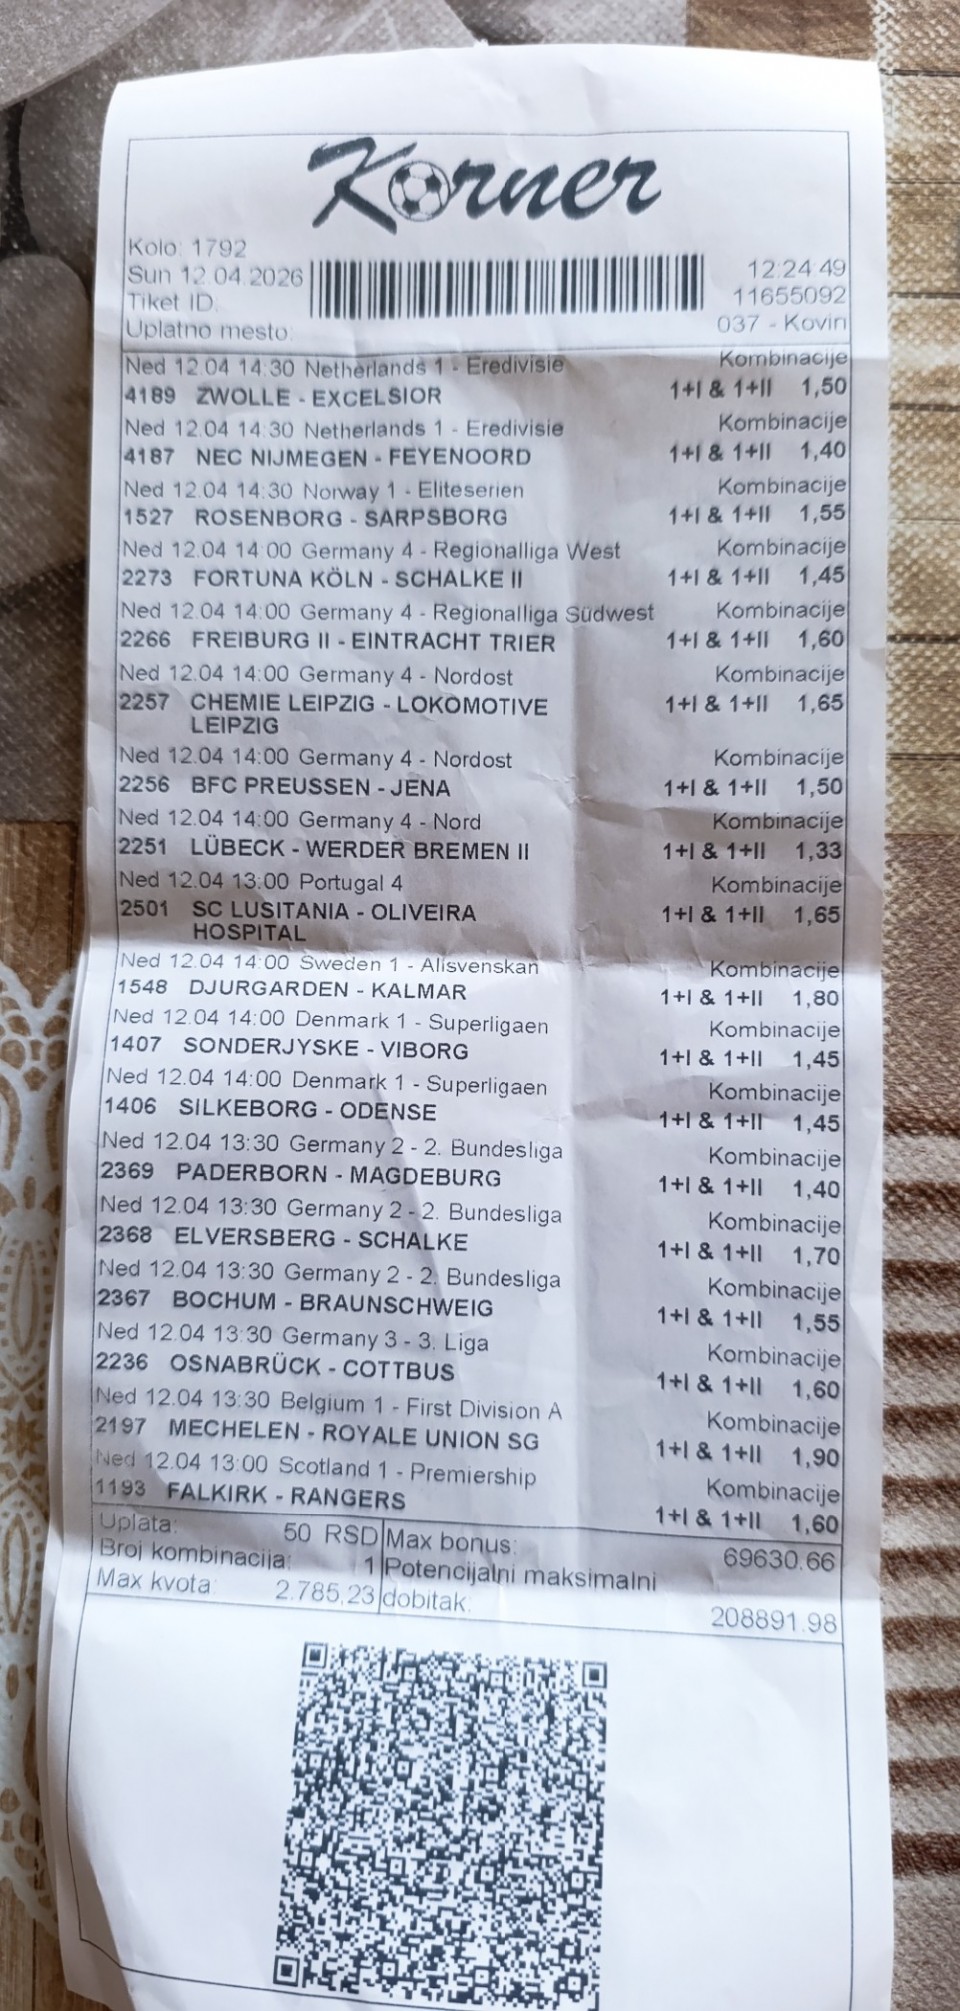 Korner
Kolo: 1792
Sun 12.04.2026 12:24:49
Tiket ID: 11655092
Uplatno mesto: 037 - Kovin
Ned 12.04 14:30 Netherlands 1 - Eredivisie Kombinacije
4189 ZWOLLE - EXCELSIOR 1+I & 1+II 1,50
Ned 12.04 14:30 Netherlands 1 - Eredivisie Kombinacije
4187 NEC NIJMEGEN - FEYENOORD 1+I & 1+II 1,40
Ned 12.04 14:30 Norway 1 - Eliteserien Kombinacije
1527 ROSENBORG - SARPSBORG 1+I & 1+II 1,55
Ned 12.04 14:00 Germany 4 - Regionalliga West Kombinacije
2273 FORTUNA KÖLN - SCHALKE II 1+I & 1+II 1,45
Ned 12.04 14:00 Germany 4 - Regionalliga Südwest Kombinacije
2266 FREIBURG II - EINTRACHT TRIER 1+I & 1+II 1,60
Ned 12.04 14:00 Germany 4 - Nordost Kombinacije
2257 CHEMIE LEIPZIG - LOKOMOTIVE 1+I & 1+II 1,65
LEIPZIG
Ned 12.04 14:00 Germany 4 - Nordost Kombinacije
2256 BFC PREUSSEN - JENA 1+I & 1+II 1,50
Ned 12.04 14:00 Germany 4 - Nord Kombinacije
2251 LÜBECK - WERDER BREMEN II 1+I & 1+II 1,33
Ned 12.04 13:00 Portugal 4 Kombinacije
2501 SC LUSITANIA - OLIVEIRA 1+I & 1+II 1,65
HOSPITAL
Ned 12.04 14:00 Sweden 1 - Allsvenskan Kombinacije
1548 DJURGARDEN - KALMAR 1+I & 1+II 1,80
Ned 12.04 14:00 Denmark 1 - Superligaen Kombinacije
1407 SONDERJYSKE - VIBORG 1+I & 1+II 1,45
Ned 12.04 14:00 Denmark 1 - Superligaen Kombinacije
1406 SILKEBORG - ODENSE 1+I & 1+II 1,45
Ned 12.04 13:30 Germany 2 - 2. Bundesliga Kombinacije
2369 PADERBORN - MAGDEBURG 1+I & 1+II 1,40
Ned 12.04 13:30 Germany 2 - 2. Bundesliga Kombinacije
2368 ELVERSBERG - SCHALKE 1+I & 1+II 1,70
Ned 12.04 13:30 Germany 2 - 2. Bundesliga Kombinacije
2367 BOCHUM - BRAUNSCHWEIG 1+I & 1+II 1,55
Ned 12.04 13:30 Germany 3 - 3. Liga Kombinacije
2236 OSNABRÜCK - COTTBUS 1+I & 1+II 1,60
Ned 12.04 13:30 Belgium 1 - First Division A Kombinacije
2197 MECHELEN - ROYALE UNION SG 1+I & 1+II 1,90
Ned 12.04 13:00 Scotland 1 - Premiership Kombinacije
1193 FALKIRK - RANGERS 1+I & 1+II 1,60
Uplata: 50 RSD Max bonus: 69630.66
Broj kombinacija: 1 Potencijalni maksimalni
Max kvota: 2.785,23 dobitak: 208891.98